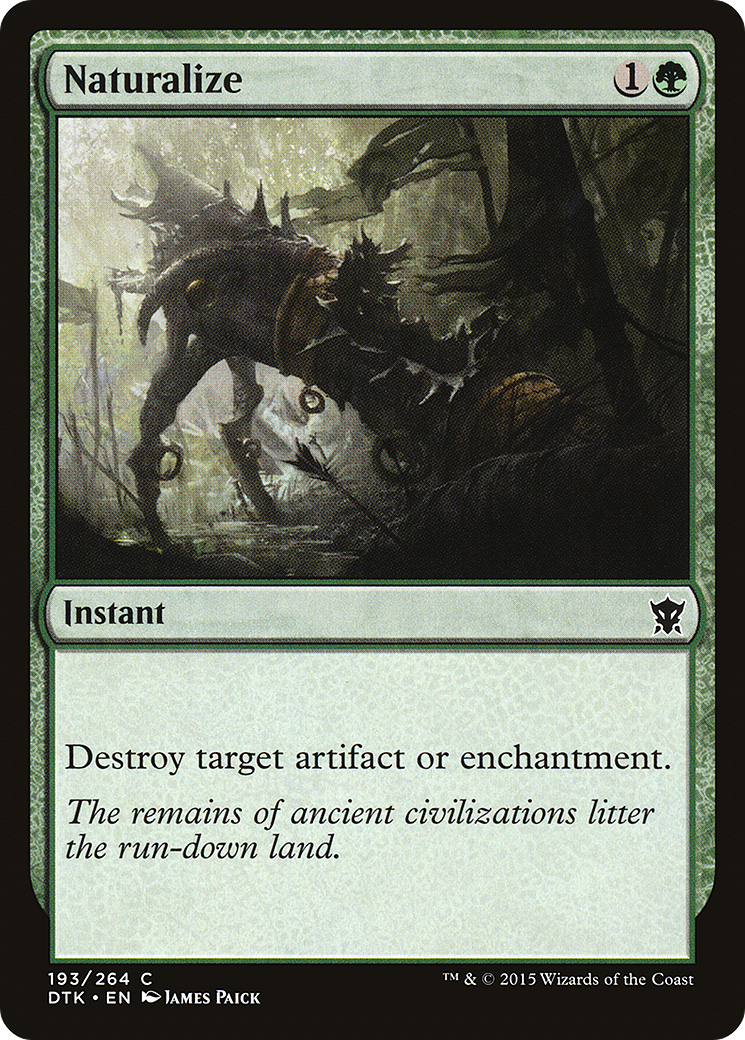 Naturalize 1
Instant
Destroy target artifact or enchantment.
The remains of ancient civilizations litter
the run-down land.
193/264 C
DTK • EN James Paick
™ & © 2015 Wizards of the Coast